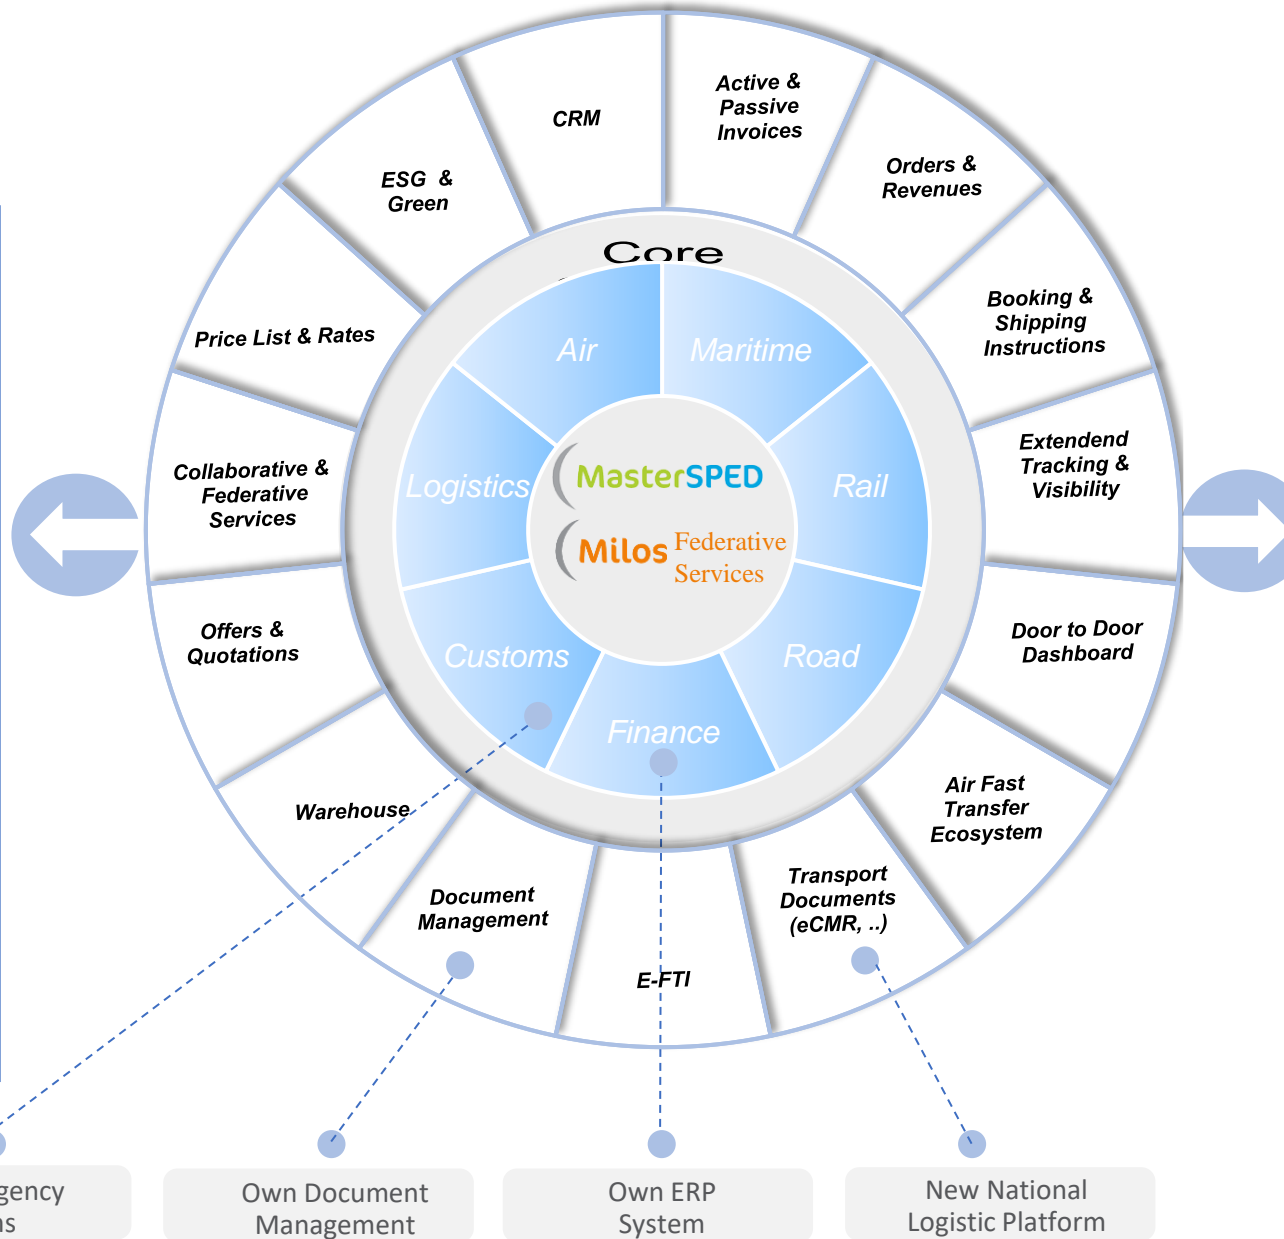 CRM
Active &
Passive
Invoices
Orders &
Revenues
Booking &
Shipping
Instructions
Extendend
Tracking &
Visibility
Door to Door
Dashboard
Air Fast
Transfer
Ecosystem
Transport
Documents
(eCMR, ..)
E-FTI
Document
Management
Warehouse
Offers &
Quotations
Collaborative &
Federative
Services
Price List & Rates
ESG &
Green
Core
Air
Maritime
Rail
Road
Finance
Customs
Logistics
MasterSPED
Milos Federative
Services
Own Document
Management
Own ERP
System
New National
Logistic Platform